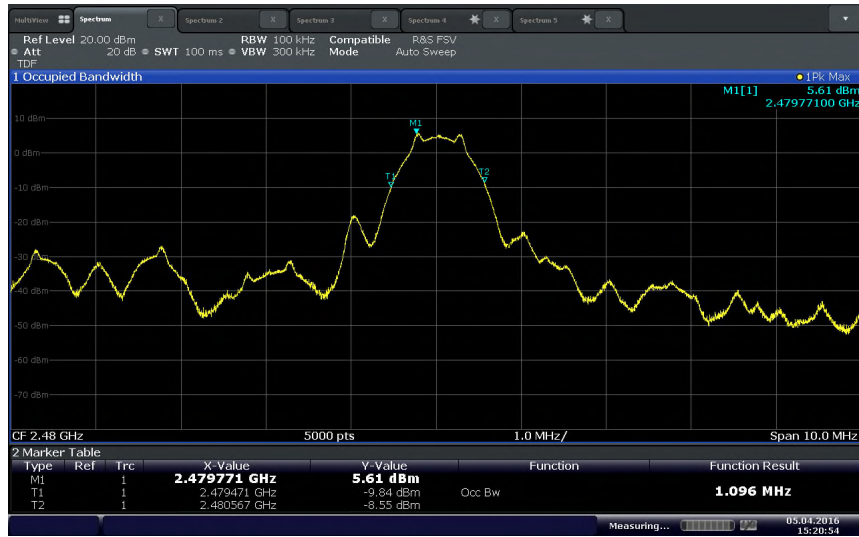 MultiView Spectrum X Spectrum 2 X Spectrum 3 X Spectrum 4 X Spectrum 5 X
Ref Level 20.00 dBm RBW 100 kHz Compatible R&S FSV
Att 20 dB SWT 100 ms VBW 300 kHz Mode Auto Sweep
TDF
1 Occupied Bandwidth 1Pk Max
M1[1] 5.61 dBm
2.47977100 GHz
10 dBm
M1
0 dBm
T1 T2
-10 dBm
-20 dBm
-30 dBm
-40 dBm
-50 dBm
-60 dBm
-70 dBm
CF 2.48 GHz 5000 pts 1.0 MHz/ Span 10.0 MHz
2 Marker Table
Type Ref Trc X-Value Y-Value Function Function Result
M1 1 2.479771 GHz 5.61 dBm
T1 1 2.479471 GHz -9.84 dBm Occ Bw 1.096 MHz
T2 1 2.480567 GHz -8.55 dBm
Measuring... 05.04.2016
15:20:54